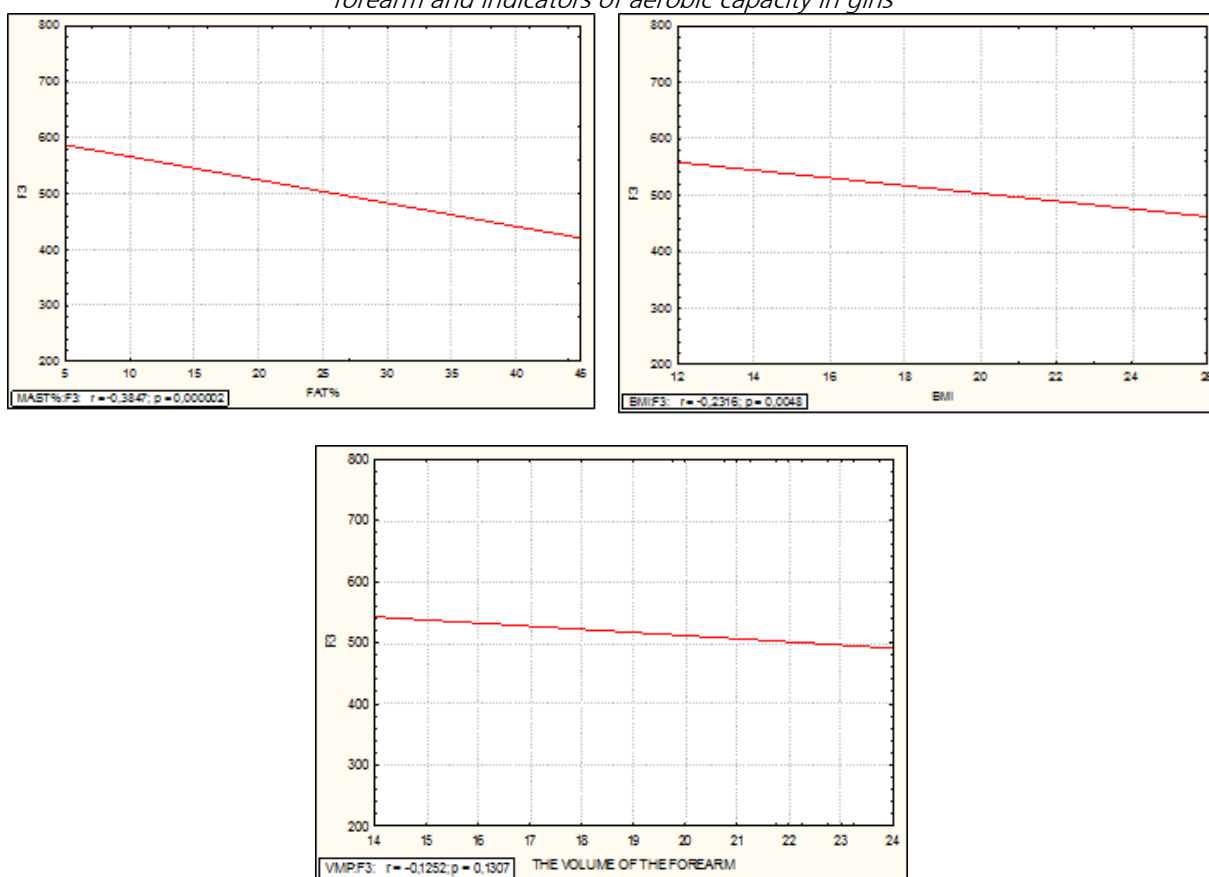 forearm and indicators of aerobic capacity in girls
800
700
600
500
400
300
200
F3
5 10 15 20 25 30 35 40 45
FAT%
MAST%:F3: r = -0,3847; p = 0,000002
800
700
600
500
400
300
200
F3
12 14 16 18 20 22 24
BMI
BMI:F3: r = -0,2316; p = 0,0048
800
700
600
500
400
300
200
F3
14 15 16 17 18 19 20 21 22 23 24
THE VOLUME OF THE FOREARM
VMP:F3: r = -0,1252; p = 0,1307